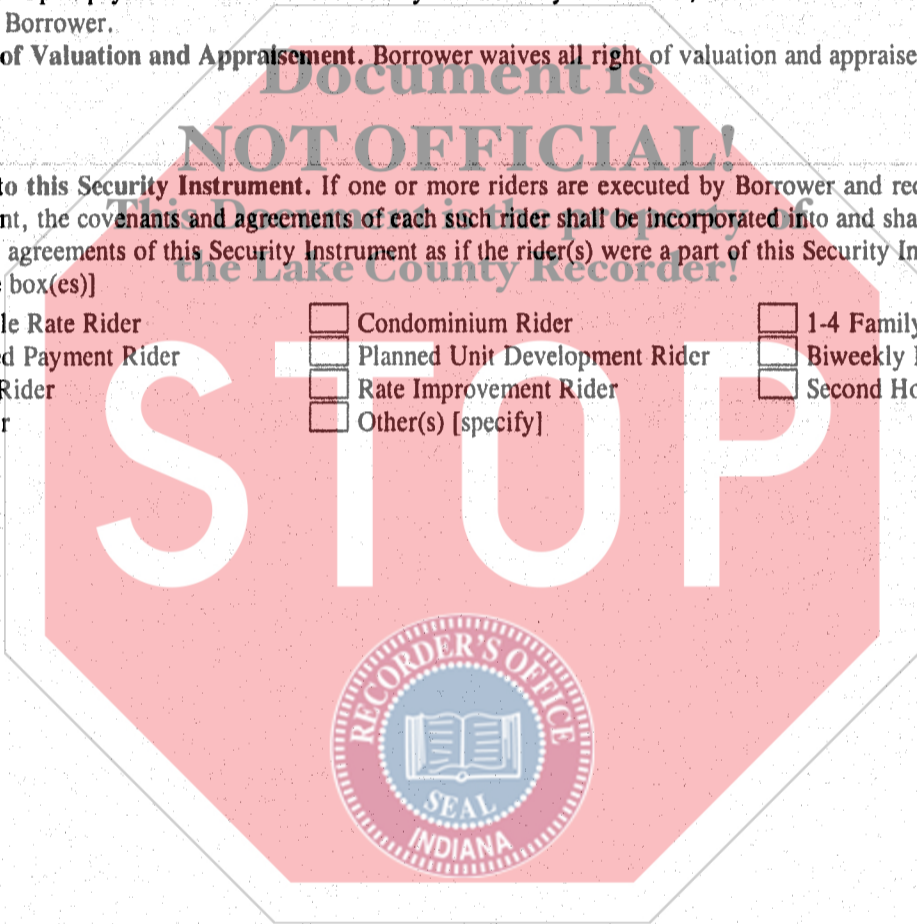 Borrower.
of Valuation and Appraisement. Borrower waives all right of valuation and appraise
Document is
NOT OFFICIAL!
to this Security Instrument. If one or more riders are executed by Borrower and rec
This Document is the property of
nt, the covenants and agreements of each such rider shall be incorporated into and sha
agreements of this Security Instrument as if the rider(s) were a part of this Security In
the Lake County Recorder!
box(es)]
le Rate Rider Condominium Rider 1-4 Family
d Payment Rider Planned Unit Development Rider Biweekly
Rider Rate Improvement Rider Second Ho
r Other(s) [specify]
STOP
RECORDER'S OFFICE
SEAL
INDIANA